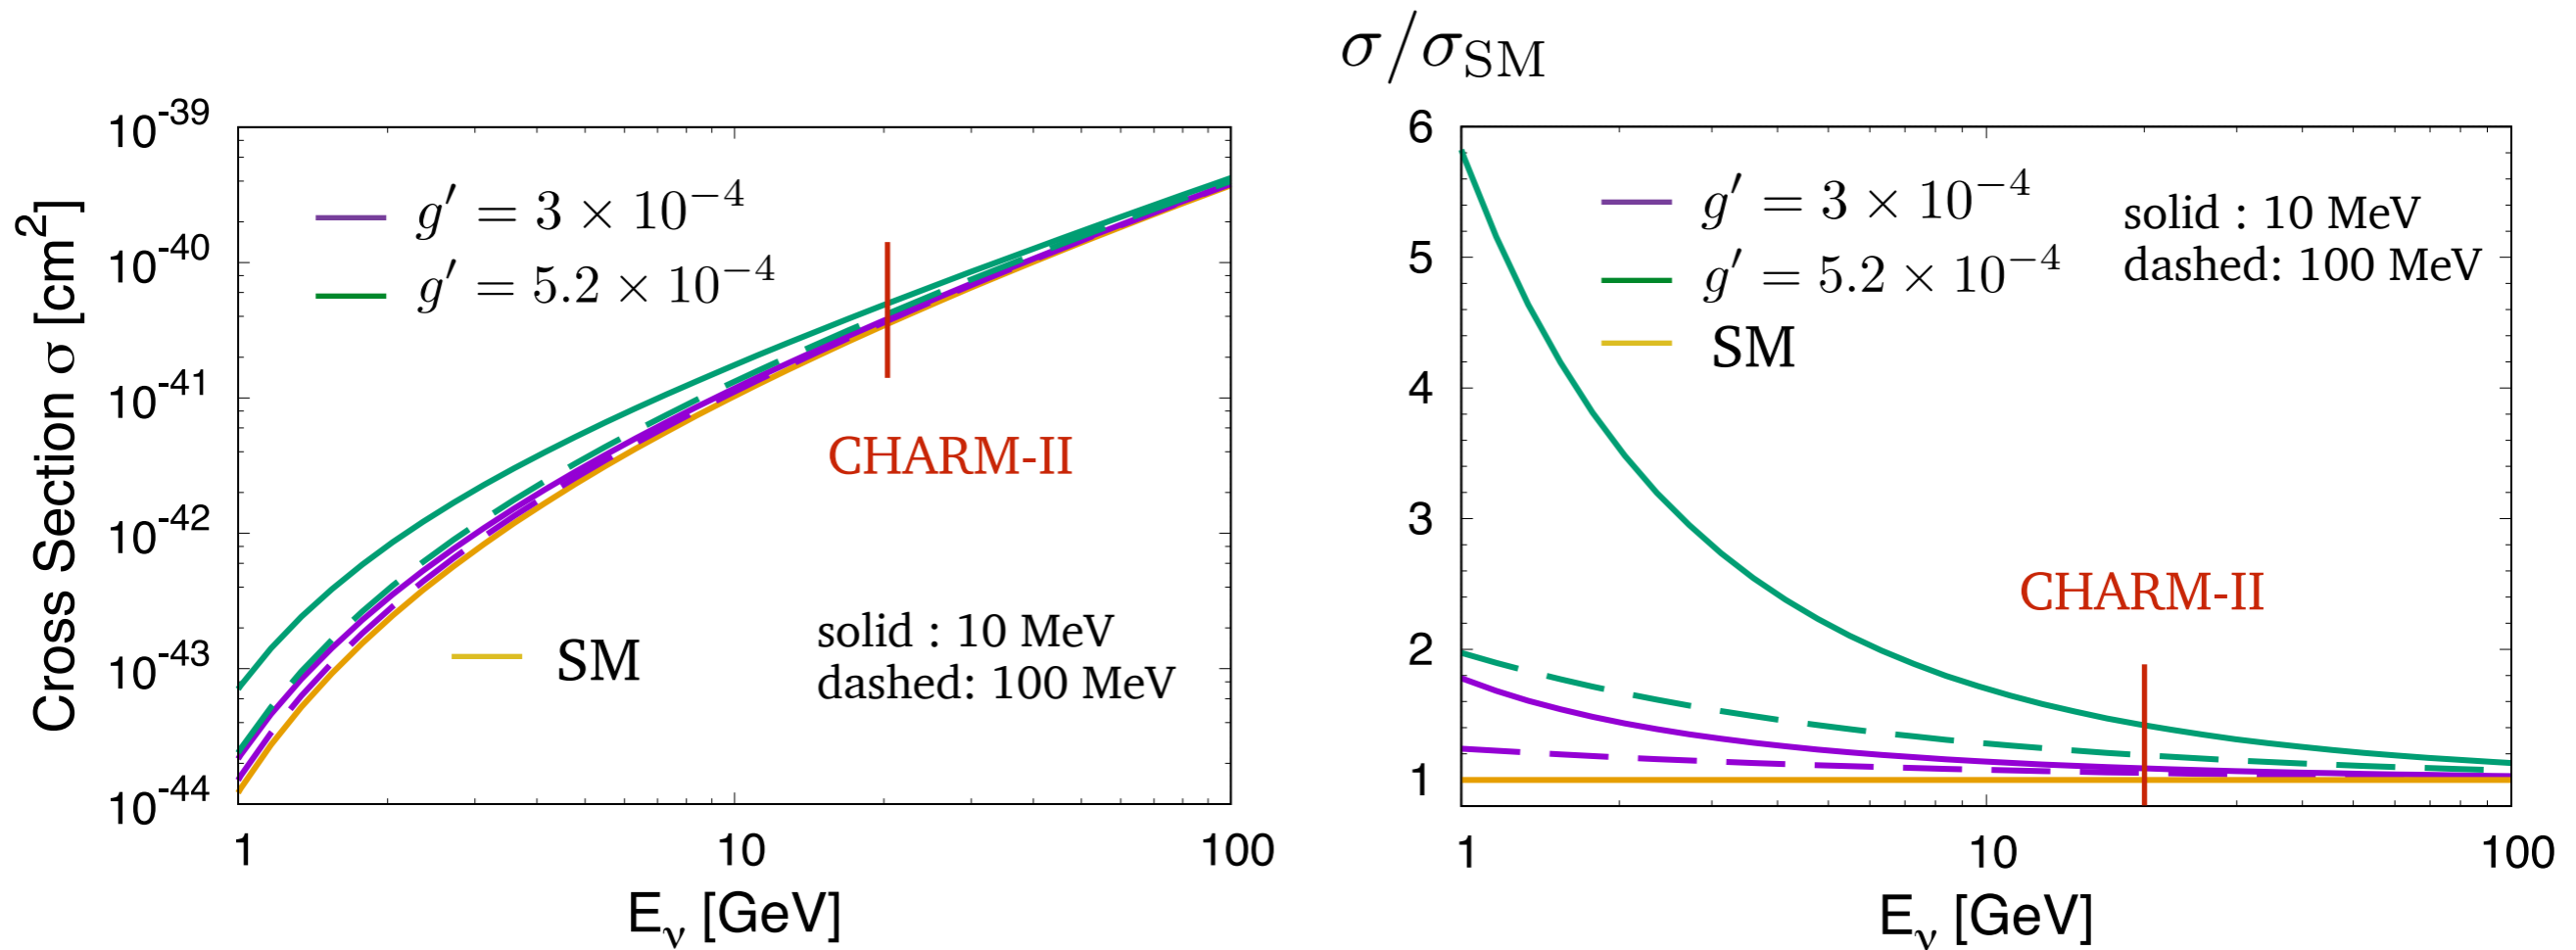 σ/σ_SM
10^-39
10^-40
10^-41
10^-42
10^-43
10^-44
Cross Section σ [cm^2]
g′ = 3 × 10^−4
g′ = 5.2 × 10^−4
CHARM-II
SM
solid : 10 MeV
dashed: 100 MeV
1 10 100
E_ν [GeV]
6
5
4
3
2
1
g′ = 3 × 10^−4
g′ = 5.2 × 10^−4
SM
solid : 10 MeV
dashed: 100 MeV
CHARM-II
1 10 100
E_ν [GeV]